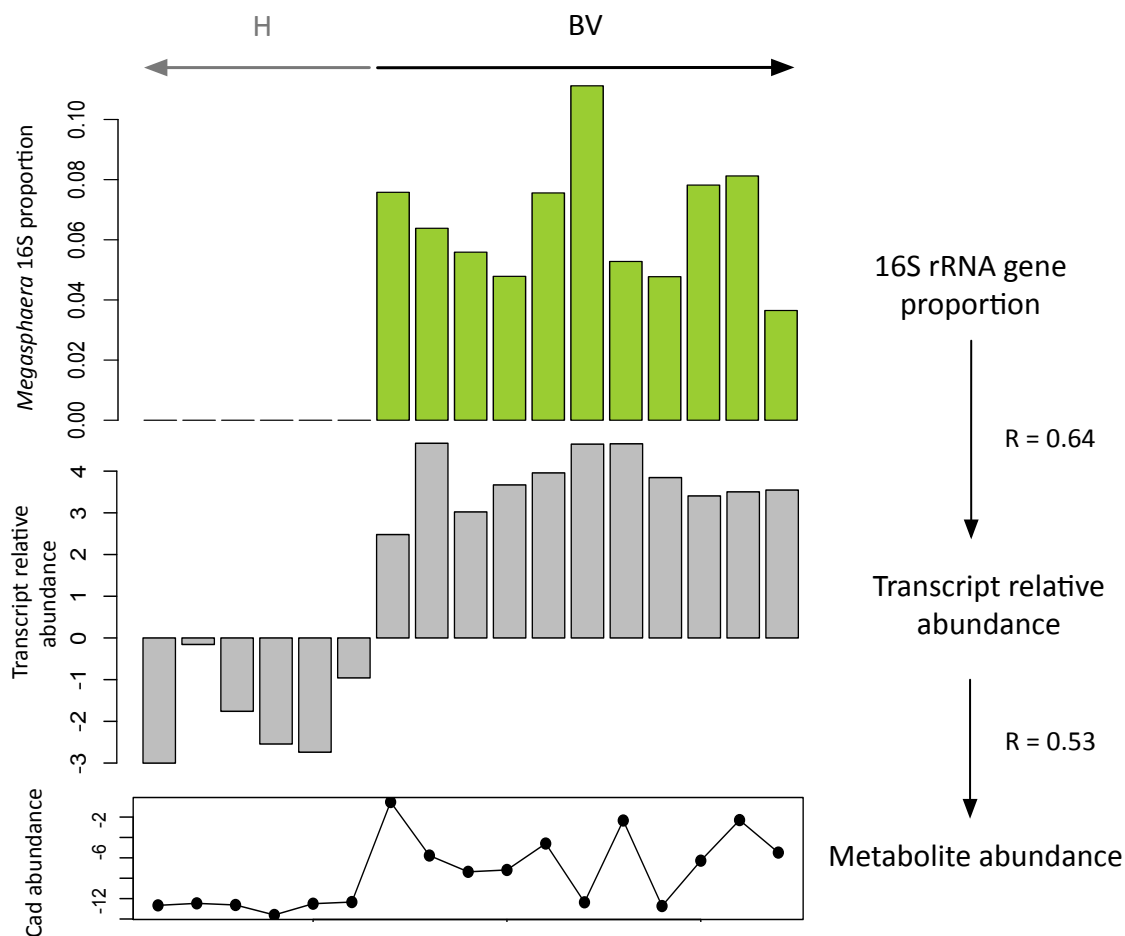 H
BV
Megasphaera 16S proportion
0.10
0.08
0.06
0.04
0.02
0.00
16S rRNA gene
proportion
R = 0.64
Transcript relative
abundance
4
3
2
1
0
-1
-2
-3
Transcript relative
abundance
R = 0.53
Cad abundance
-2
-6
-12
Metabolite abundance